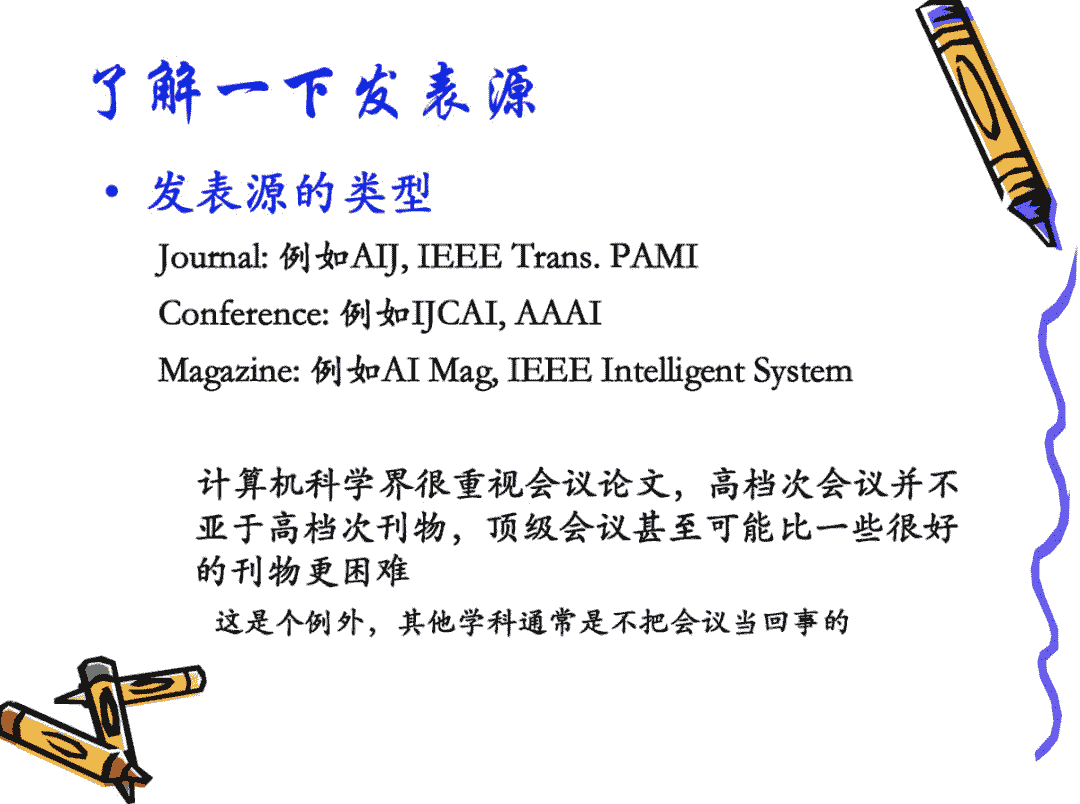 了解一下发表源
• 发表源的类型
Journal: 例如AIJ, IEEE Trans. PAMI
Conference: 例如IJCAI, AAAI
Magazine: 例如AI Mag, IEEE Intelligent System
计算机科学界很重视会议论文，高档次会议并不
亚于高档次刊物，顶级会议甚至可能比一些很好
的刊物更困难
这是个例外，其他学科通常是不把会议当回事的